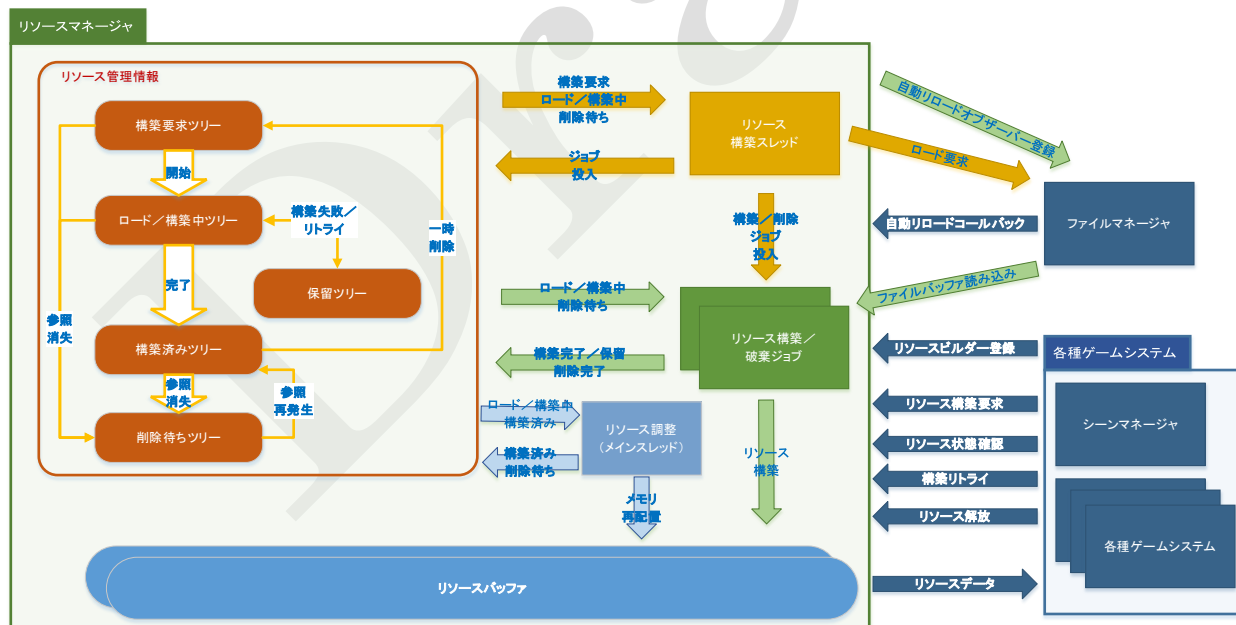 リソースマネージャ
リソース管理情報
構築要求ツリー
開始
ロード／構築中ツリー
構築失敗／
リトライ
一時
削除
完了
保留ツリー
参照
消失
構築済みツリー
参照
消失
参照
再発生
削除待ちツリー
構築要求
ロード／構築中
削除待ち
ジョブ
投入
リソース
構築スレッド
構築／削除
ジョブ
投入
ロード／構築中
削除待ち
構築完了／保留
削除完了
リソース構築／
破棄ジョブ
ロード／構築中
構築済み
構築済み
削除待ち
リソース調整
（メインスレッド）
メモリ
再配置
リソース
構築
リソースバッファ
自動リロードオブザーバー登録
ロード要求
ファイルマネージャ
自動リロードコールバック
ファイルバッファ読み込み
リソースビルダー登録
リソース構築要求
リソース状態確認
構築リトライ
リソース解放
リソースデータ
各種ゲームシステム
シーンマネージャ
各種ゲームシステム